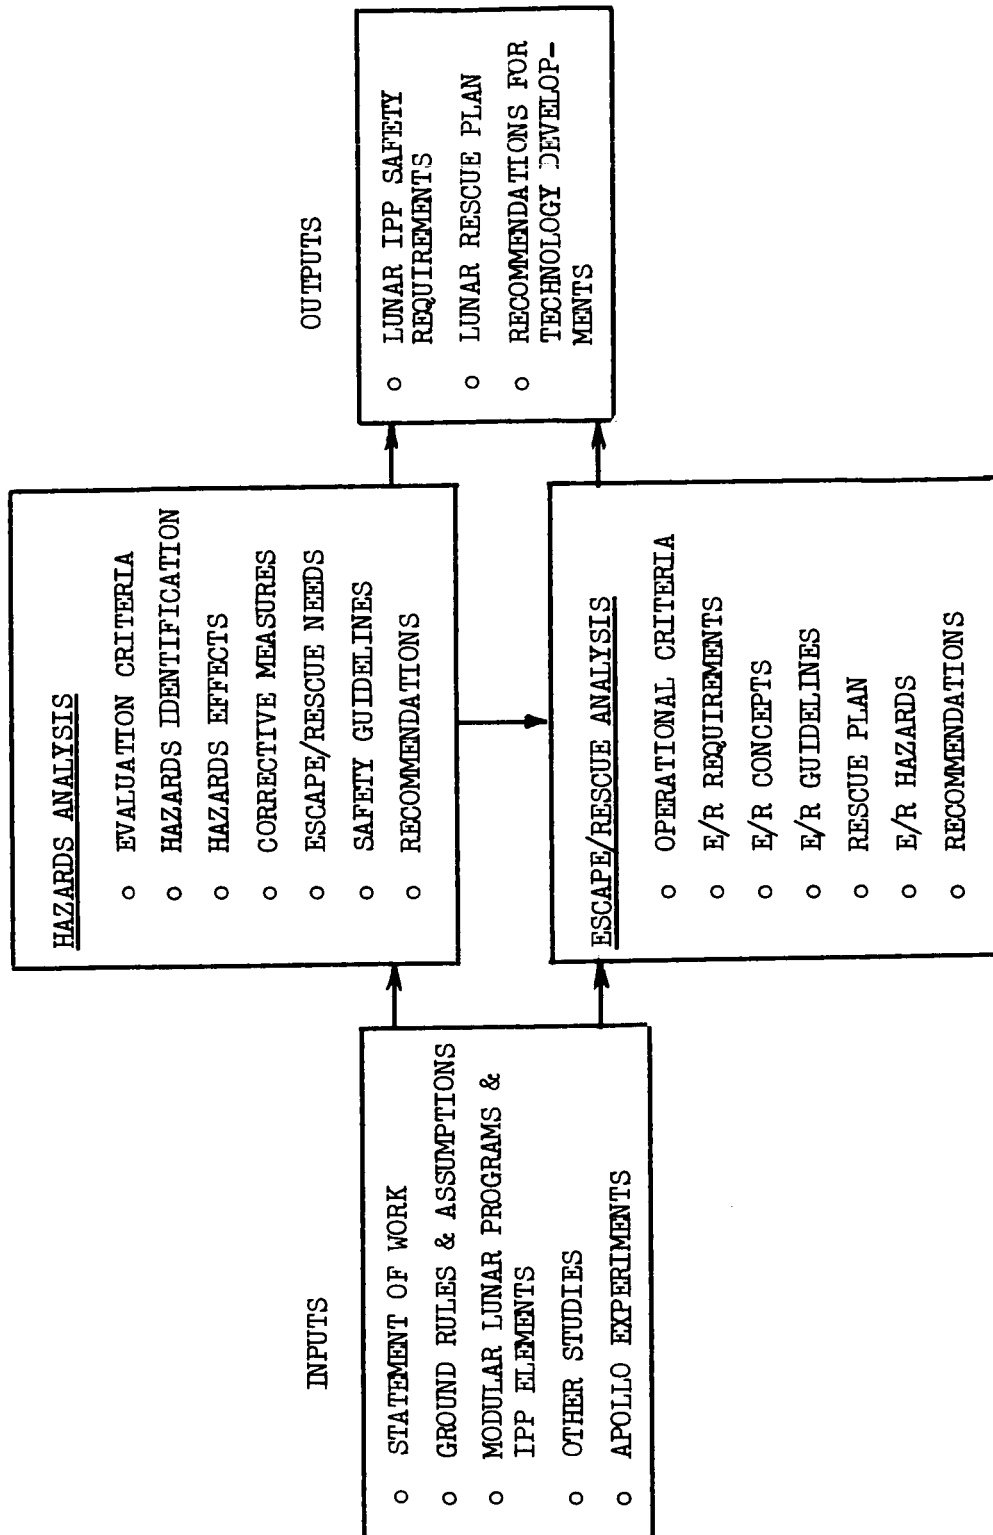 INPUTS
o STATEMENT OF WORK
o GROUND RULES & ASSUMPTIONS
o MODULAR LUNAR PROGRAMS &
IPP ELEMENTS
o OTHER STUDIES
o APOLLO EXPERIMENTS
HAZARDS ANALYSIS
o EVALUATION CRITERIA
o HAZARDS IDENTIFICATION
o HAZARDS EFFECTS
o CORRECTIVE MEASURES
o ESCAPE/RESCUE NEEDS
o SAFETY GUIDELINES
o RECOMMENDATIONS
ESCAPE/RESCUE ANALYSIS
o OPERATIONAL CRITERIA
o E/R REQUIREMENTS
o E/R CONCEPTS
o E/R GUIDELINES
o RESCUE PLAN
o E/R HAZARDS
o RECOMMENDATIONS
OUTPUTS
o LUNAR IPP SAFETY
REQUIREMENTS
o LUNAR RESCUE PLAN
o RECOMMENDATIONS FOR
TECHNOLOGY DEVELOP-
MENTS